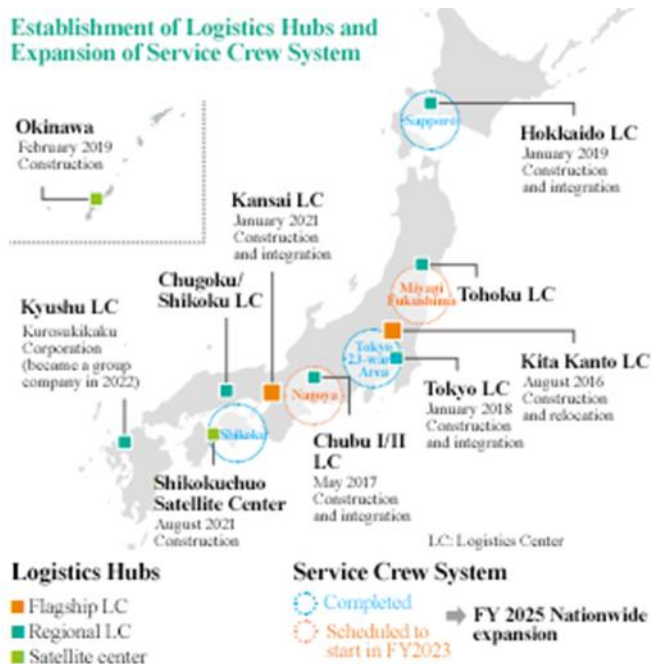 Establishment of Logistics Hubs and
Expansion of Service Crew System
Okinawa
February 2019
Construction
Sapporo
Hokkaido LC
January 2019
Construction
and integration
Kansai LC
January 2021
Construction
and integration
Chugoku/
Shikoku LC
Miyagi
Fukushima
Tohoku LC
Kyushu LC
Kurosukikaku
Corporation
(became a group
company in 2022)
Tokyo
23-ward
Area
Kita Kanto LC
August 2016
Construction
and relocation
Tokyo LC
January 2018
Construction
and integration
Nagoya
Chubu I/II
LC
May 2017
Construction
and integration
Shikoku
Shikokuchuo
Satellite Center
August 2021
Construction
LC: Logistics Center
Logistics Hubs
Flagship LC
Regional LC
Satellite center
Service Crew System
Completed
Scheduled to
start in FY2023
FY 2025 Nationwide
expansion